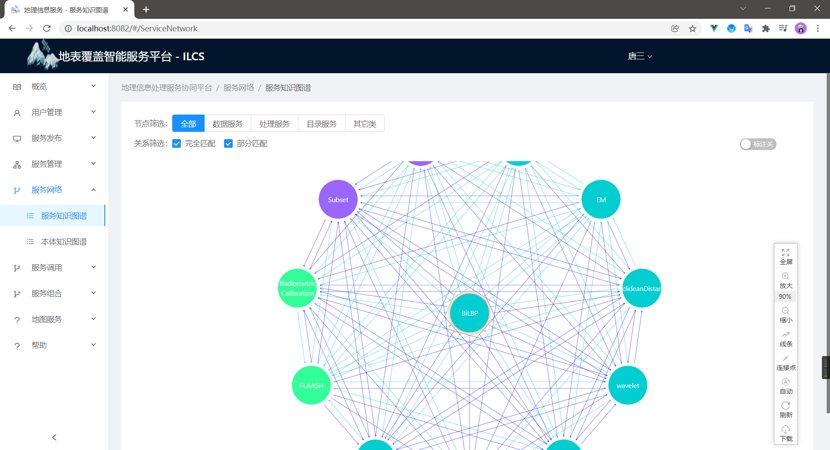 地理信息服务 - 服务知识图谱
localhost:8082/#/ServiceNetwork
地表覆盖智能服务平台 - ILCS
唐三
概览
用户管理
服务发布
服务管理
服务网络
服务知识图谱
本体知识图谱
服务调用
服务组合
地图服务
帮助
地理信息处理服务协同平台 / 服务网络 / 服务知识图谱
节点筛选: 全部 数据服务 处理服务 目录服务 其它类
关系筛选: 完全匹配 部分匹配
标注关
Subset
EM
Radiometric
Calibration
clideanDistan
BiLBP
FLAASH
wavelet
全屏
放大
90%
缩小
线条
连接点
自动
刷新
下载